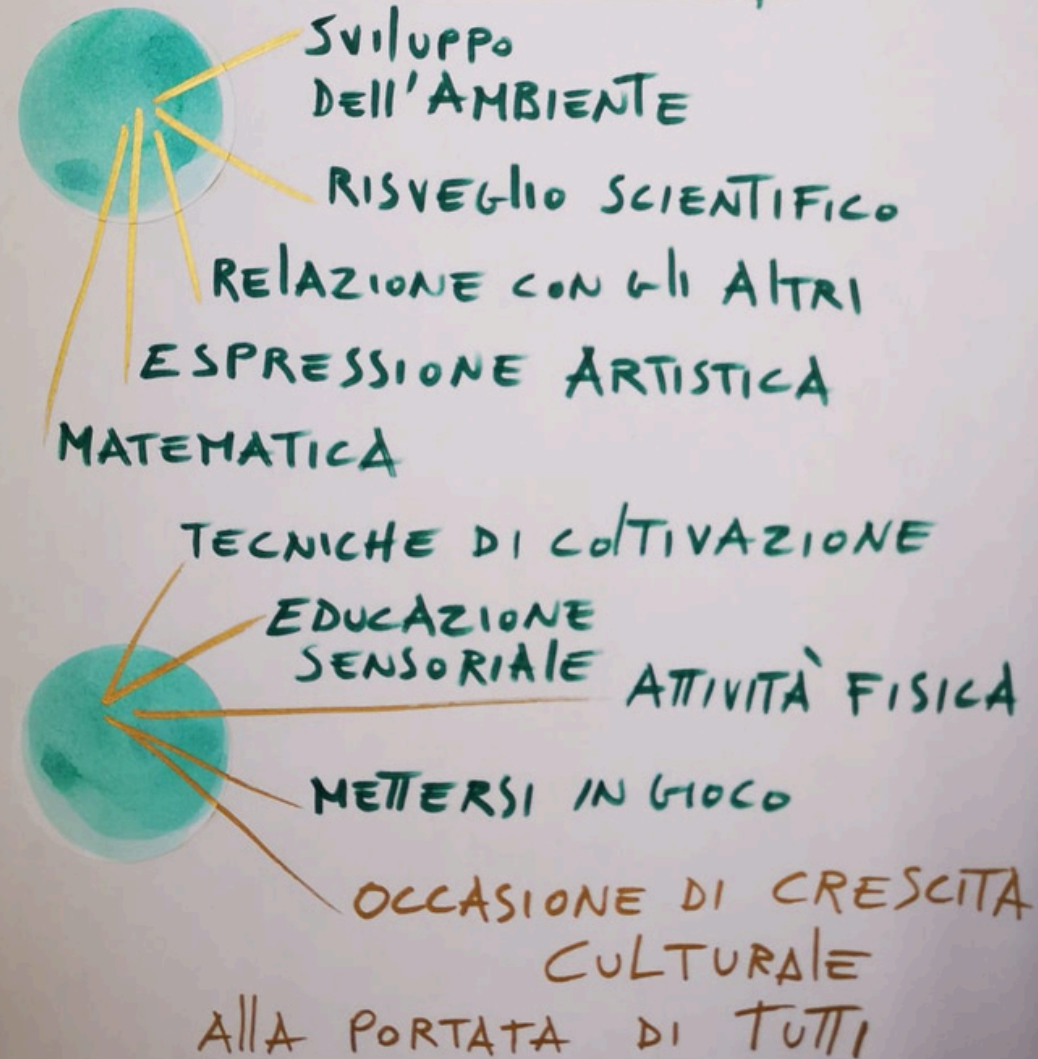 SVILUPPO
DELL'AMBIENTE
RISVEGLIO SCIENTIFICO
RELAZIONE CON GLI ALTRI
ESPRESSIONE ARTISTICA
MATEMATICA
TECNICHE DI COLTIVAZIONE
EDUCAZIONE
SENSORIALE
ATTIVITÀ FISICA
METTERSI IN GIOCO
OCCASIONE DI CRESCITA
CULTURALE
ALLA PORTATA DI TUTTI